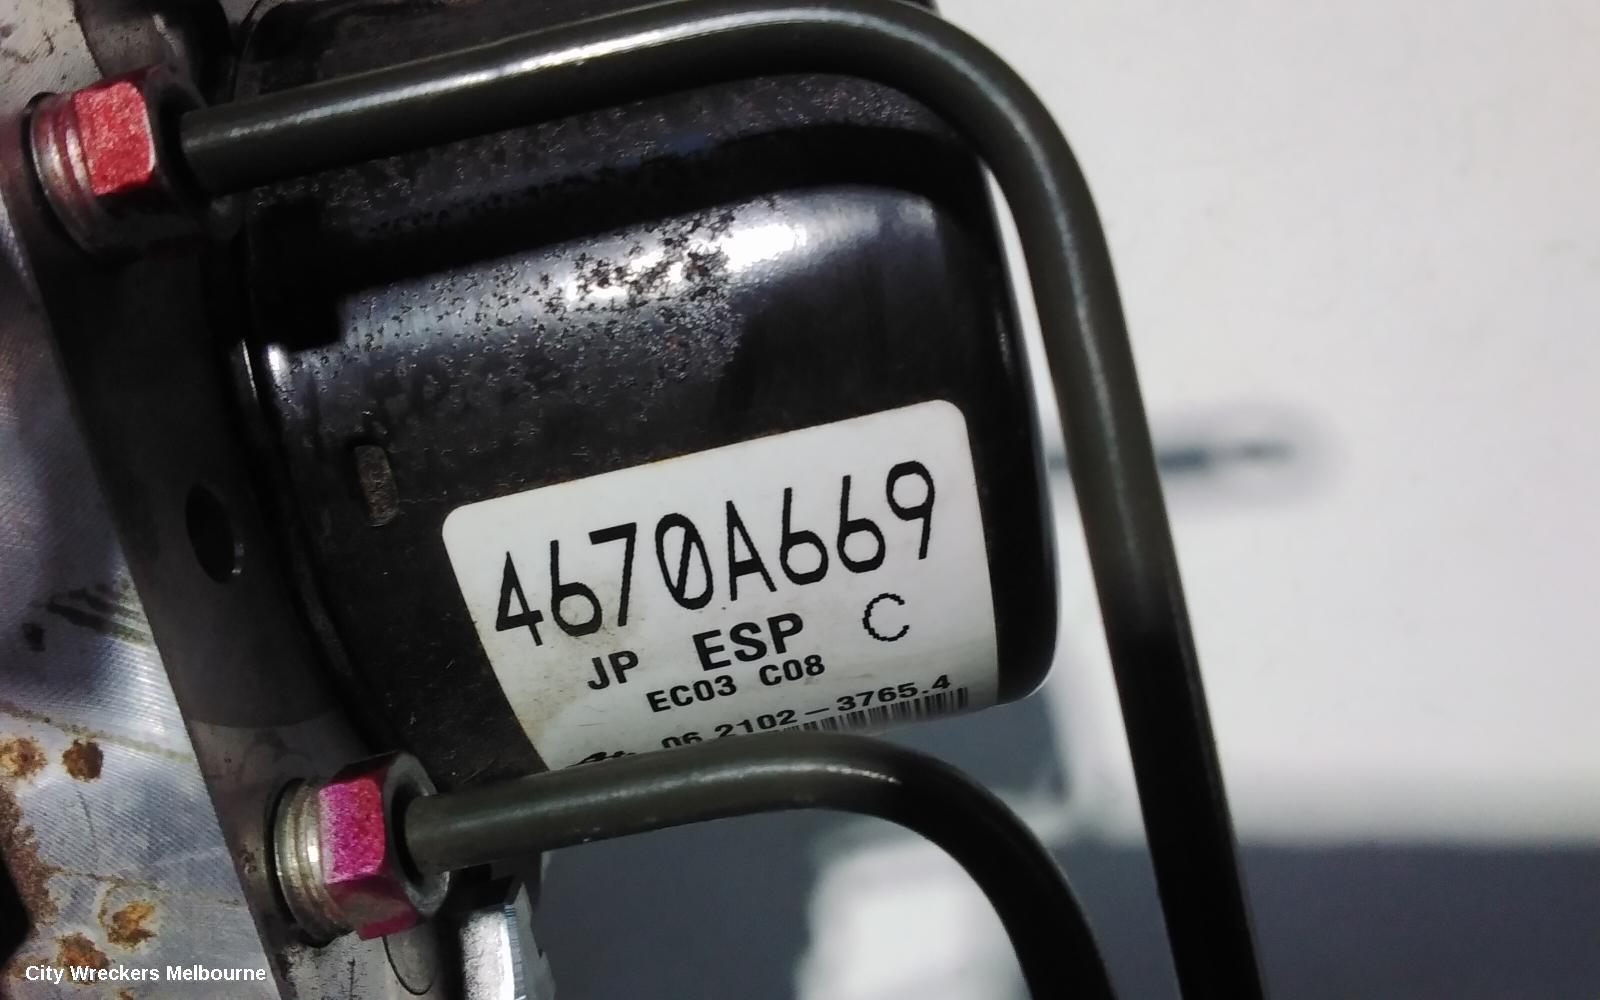 4670A669
JP ESP C
EC03 C08
06.2102-3765.4
City Wreckers Melbourne